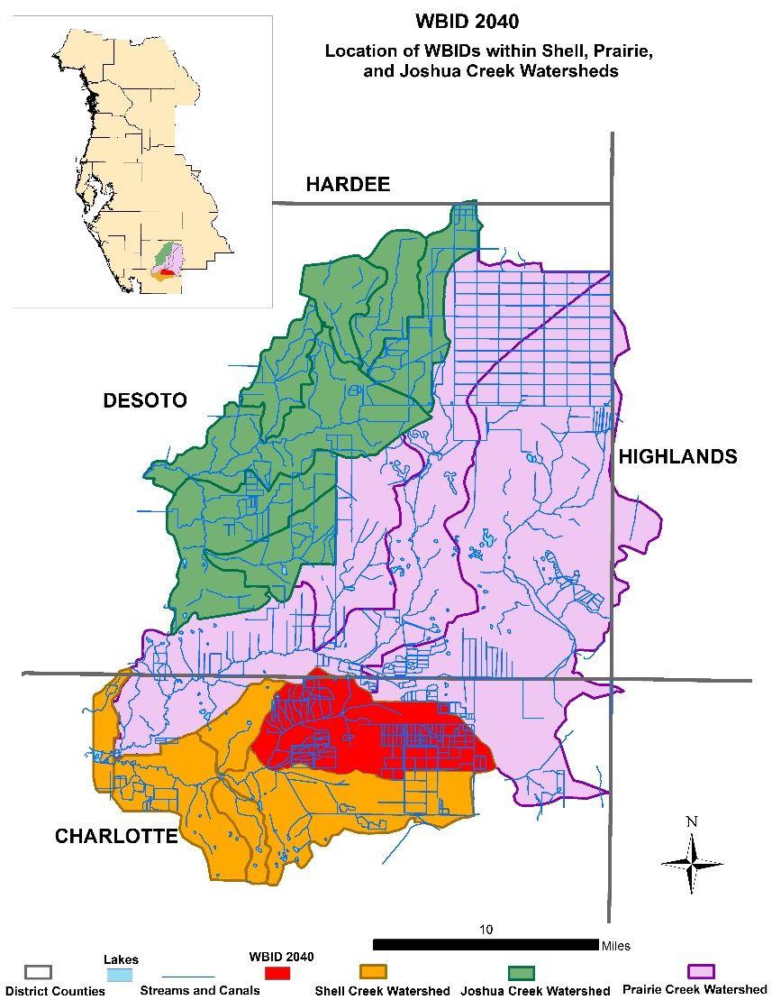 WBID 2040
Location of WBIDs within Shell, Prairie,
and Joshua Creek Watersheds
HARDEE
DESOTO
HIGHLANDS
CHARLOTTE
N
10
Miles
District Counties
Lakes
Streams and Canals
WBID 2040
Shell Creek Watershed
Joshua Creek Watershed
Prairie Creek Watershed